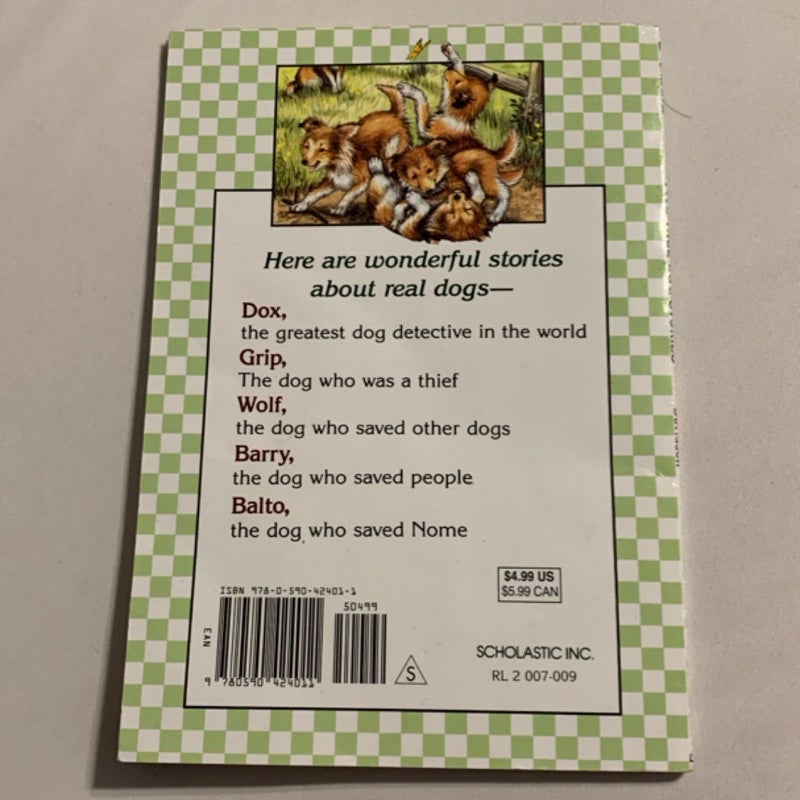 Here are wonderful stories
about real dogs—
Dox,
the greatest dog detective in the world
Grip,
The dog who was a thief
Wolf,
the dog who saved other dogs
Barry,
the dog who saved people
Balto,
the dog who saved Nome
$4.99 US
$5.99 CAN
ISBN 978-0-590-42401-1
50499
EAN
9 780590 424011
S
SCHOLASTIC INC.
RL 2 007-009